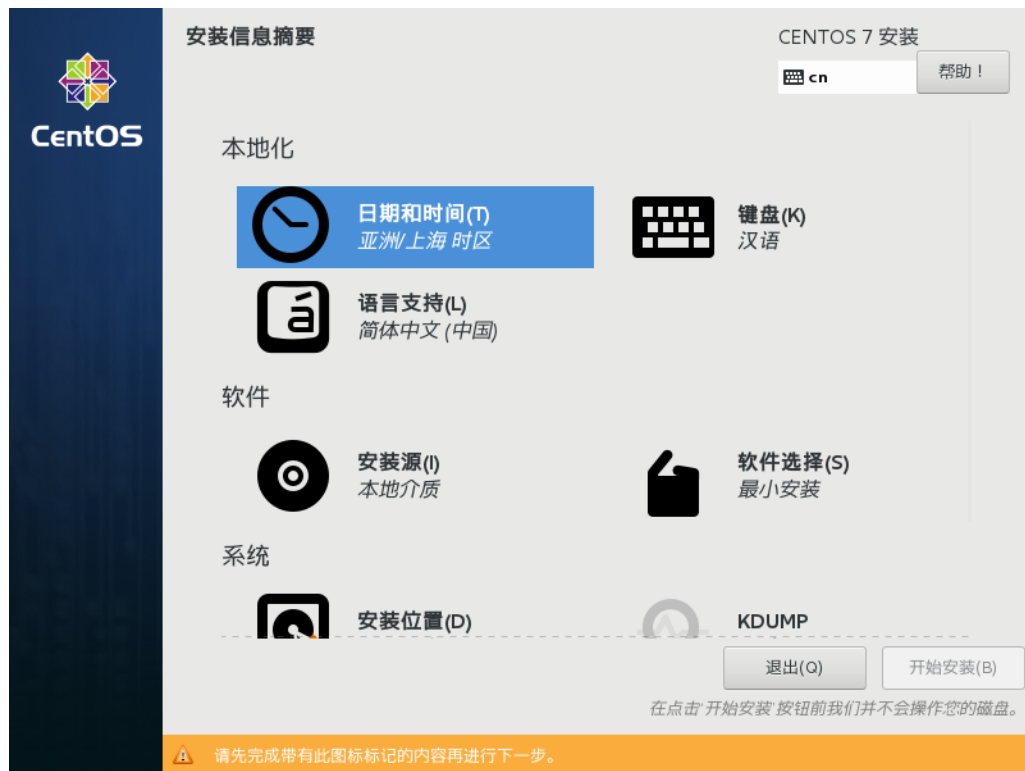 安装信息摘要
CENTOS 7 安装
cn
帮助！
CentOS
本地化
日期和时间(T)
亚洲/上海 时区
键盘(K)
汉语
á
语言支持(L)
简体中文 (中国)
软件
安装源(I)
本地介质
软件选择(S)
最小安装
系统
安装位置(D)
KDUMP
退出(Q)
开始安装(B)
在点击'开始安装'按钮前我们并不会操作您的磁盘。
请先完成带有此图标标记的内容再进行下一步。